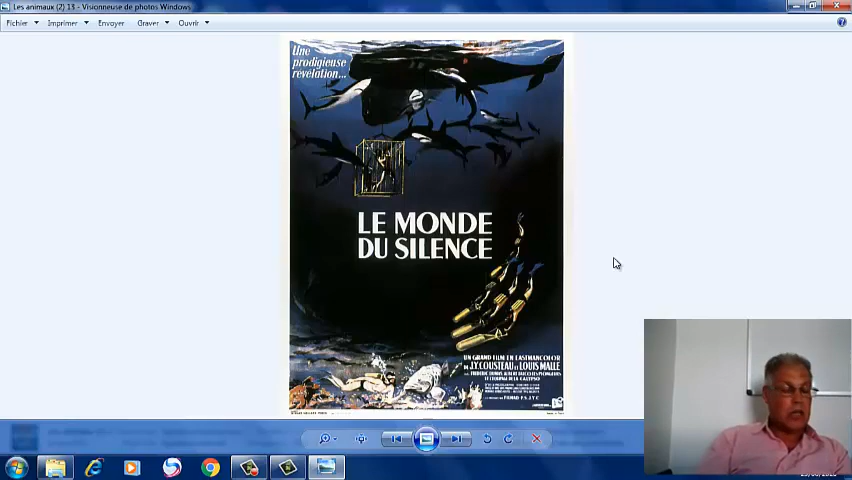 Les animaux (2) 13 - Visionneuse de photos Windows
Fichier Imprimer Envoyer Graver Ouvrir
Une
prodigieuse
révélation...
LE MONDE
DU SILENCE
UN GRAND FILM EN EASTMANCOLOR
DE J.Y. COUSTEAU ET LOUIS MALLE